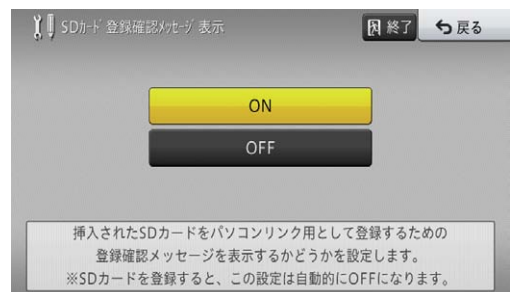 SDｶｰﾄﾞ 登録確認ﾒｯｾｰｼﾞ 表示
終了
戻る
ON
OFF
挿入されたSDカードをパソコンリンク用として登録するための
登録確認メッセージを表示するかどうかを設定します。
※SDカードを登録すると、この設定は自動的にOFFになります。